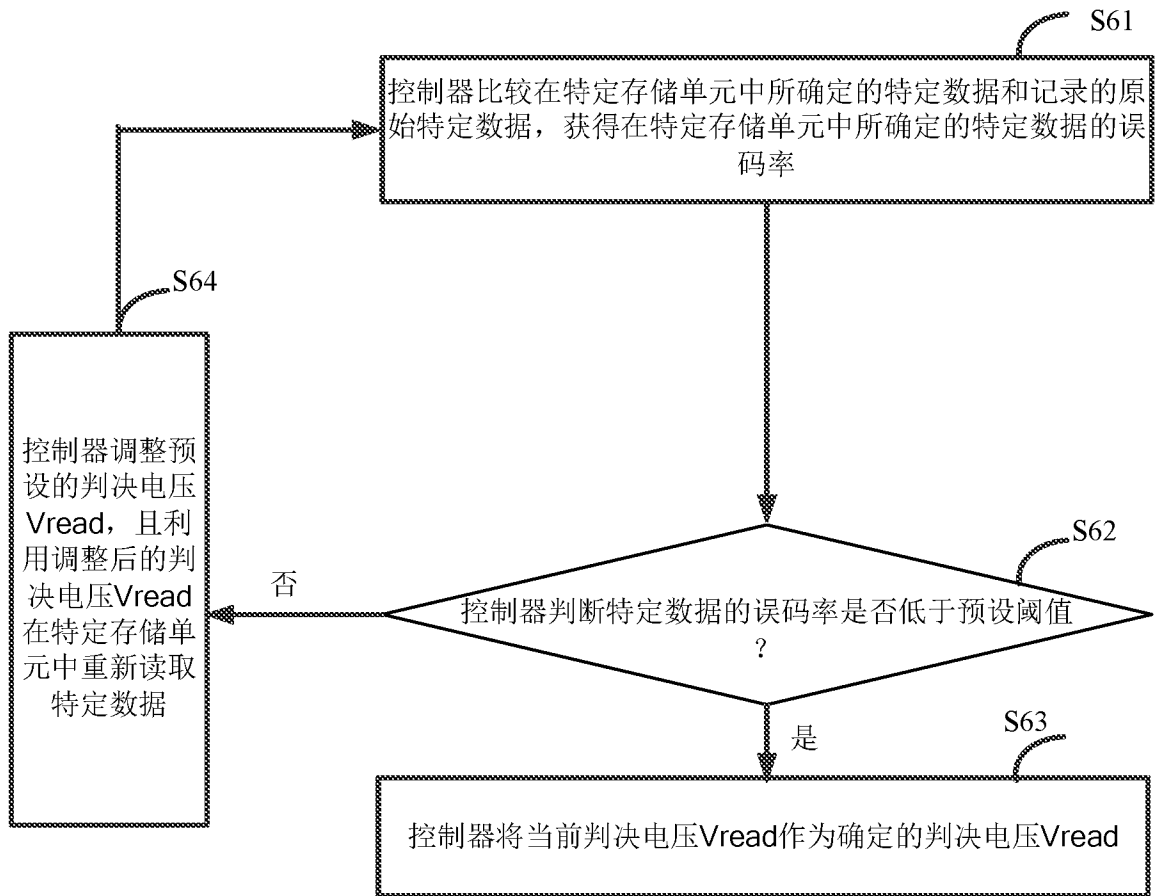 S61
控制器比较在特定存储单元中所确定的特定数据和记录的原
始特定数据，获得在特定存储单元中所确定的特定数据的误
码率
S62
控制器判断特定数据的误码率是否低于预设阈值
？
否
是
S64
控制器调整预
设的判决电压
Vread，且利
用调整后的判
决电压Vread
在特定存储单
元中重新读取
特定数据
S63
控制器将当前判决电压Vread作为确定的判决电压Vread